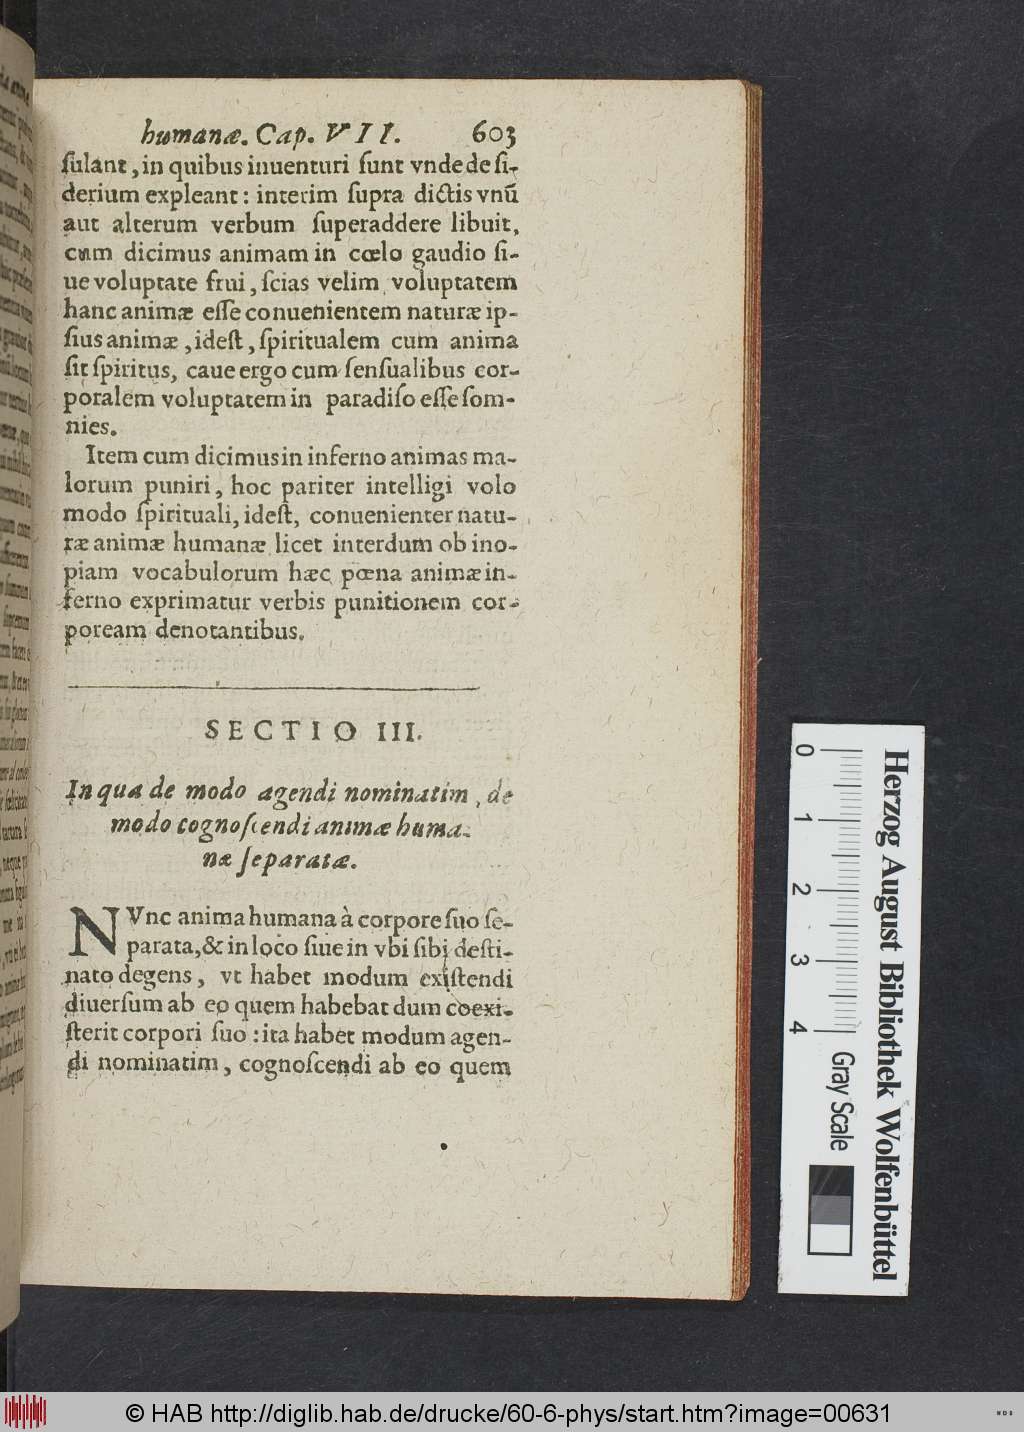 humanæ. Cap. VII. 603
ſulant, in quibus inuenturi ſunt vnde deſi-
derium expleant: interim ſupra dictis vnũ
aut alterum verbum ſuperaddere libuit,
cum dicimus animam in cœlo gaudio ſi-
ue voluptate frui, ſcias velim voluptatem
hanc animæ eſſe conuenientem naturæ ip-
ſius animæ, ideſt, ſpiritualem cum anima
ſit ſpiritus, caue ergo cum ſenſualibus cor-
poralem voluptatem in paradiſo eſſe ſom-
nies.
Item cum dicimus in inferno animas ma-
lorum puniri, hoc pariter intelligi volo
modo ſpirituali, ideſt, conuenienter natu-
ræ animæ humanæ licet interdum ob ino-
piam vocabulorum hæc pœna animæ in-
ferno exprimatur verbis punitionem cor-
poream denotantibus.
SECTIO III.
In qua de modo agendi nominatim, de
modo cognoſcendi animæ huma-
næ ſeparatæ.
NVnc anima humana à corpore ſuo ſe-
parata, & in loco ſiue in vbi ſibi deſti-
nato degens, vt habet modum exiſtendi
diuerſum ab eo quem habebat dum coexi-
ſterit corpori ſuo: ita habet modum agen-
di nominatim, cognoſcendi ab eo quem
0 1 2 3 4
Gray Scale
Herzog August Bibliothek Wolfenbüttel
© HAB http://diglib.hab.de/drucke/60-6-phys/start.htm?image=00631